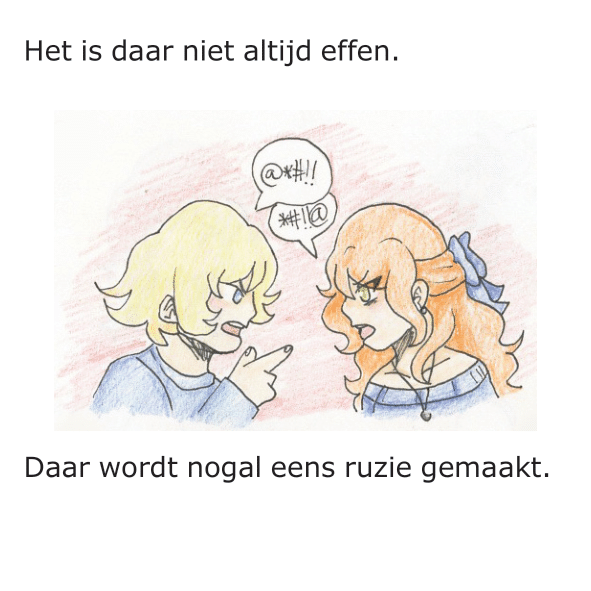 Het is daar niet altijd effen.
@*#!!
*#!!@
Daar wordt nogal eens ruzie gemaakt.